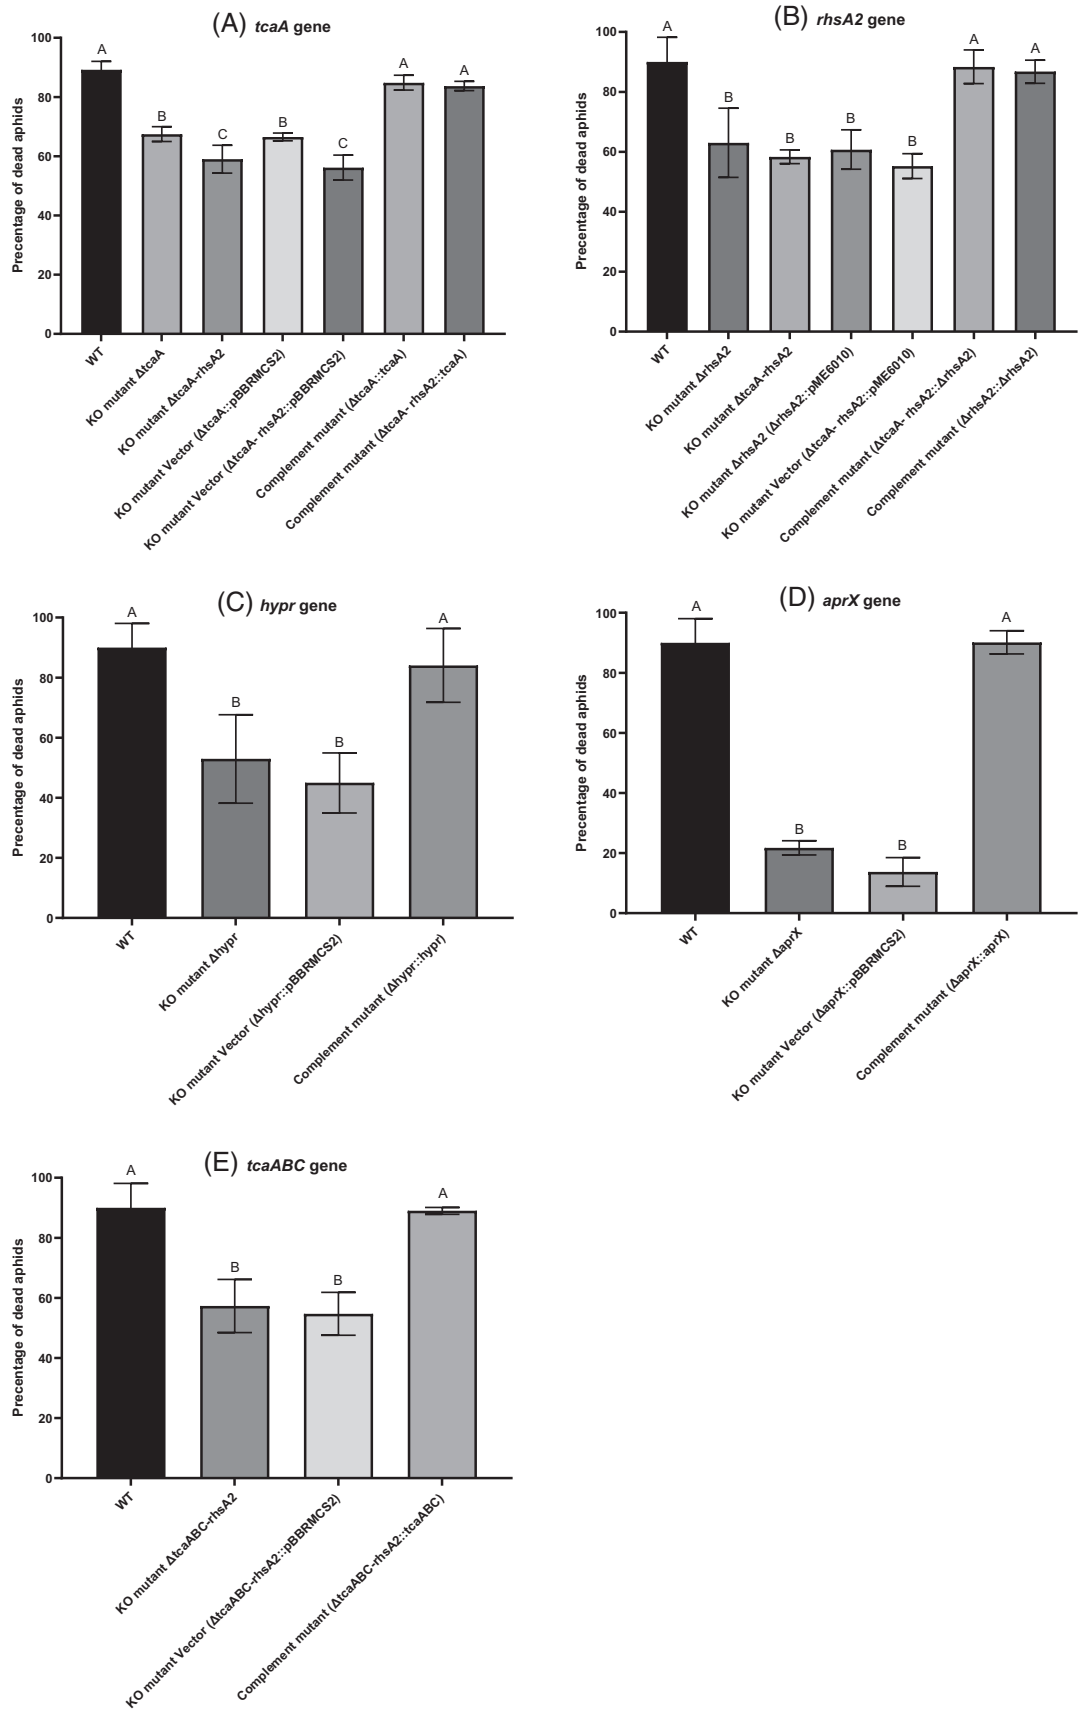 (A) tcaA gene
Precentage of dead aphids
100
80
60
40
20
0
A
B
C
B
C
A
A
WT
KO mutant ΔtcaA
KO mutant ΔtcaA-rhsA2
KO mutant Vector (ΔtcaA::pBBRMCS2)
KO mutant Vector (ΔtcaA- rhsA2::pBBRMCS2)
Complement mutant (ΔtcaA::tcaA)
Complement mutant (ΔtcaA- rhsA2::tcaA)
(B) rhsA2 gene
Precentage of dead aphids
100
80
60
40
20
0
A
B
B
B
B
A
A
WT
KO mutant ΔrhsA2
KO mutant ΔtcaA-rhsA2
KO mutant ΔrhsA2 (ΔrhsA2::pME6010)
KO mutant Vector (ΔtcaA- rhsA2::pME6010)
Complement mutant (ΔtcaA- rhsA2::ΔrhsA2)
Complement mutant (ΔrhsA2::ΔrhsA2)
(C) hypr gene
Precentage of dead aphids
100
80
60
40
20
0
A
B
B
A
WT
KO mutant Δhypr
KO mutant Vector (Δhypr::pBBRMCS2)
Complement mutant (Δhypr::hypr)
(D) aprX gene
Precentage of dead aphids
100
80
60
40
20
0
A
B
B
A
WT
KO mutant ΔaprX
KO mutant Vector (ΔaprX::pBBRMCS2)
Complement mutant (ΔaprX::aprX)
(E) tcaABC gene
Precentage of dead aphids
100
80
60
40
20
0
A
B
B
A
WT
KO mutant ΔtcaABC-rhsA2
KO mutant Vector (ΔtcaABC-rhsA2::pBBRMCS2)
Complement mutant (ΔtcaABC-rhsA2::tcaABC)